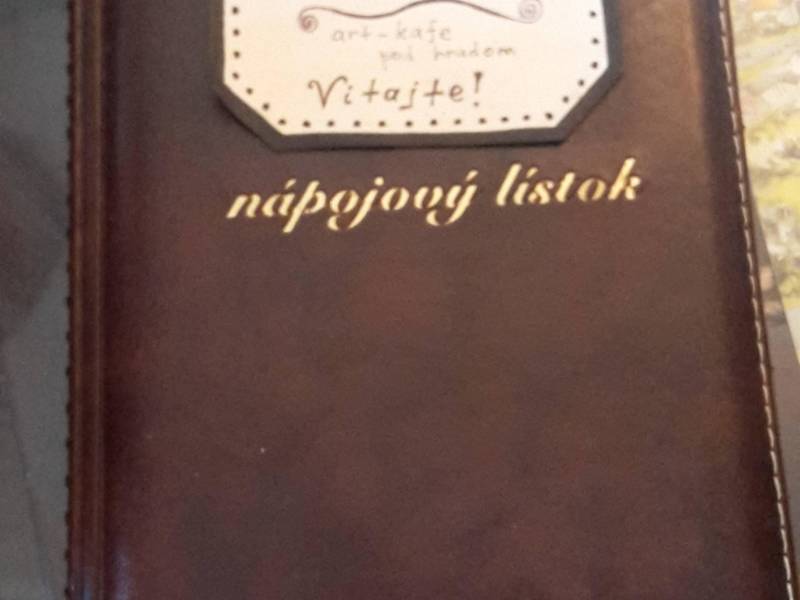 art-kafe
pod hradom
Vitajte!
nápojový lístok